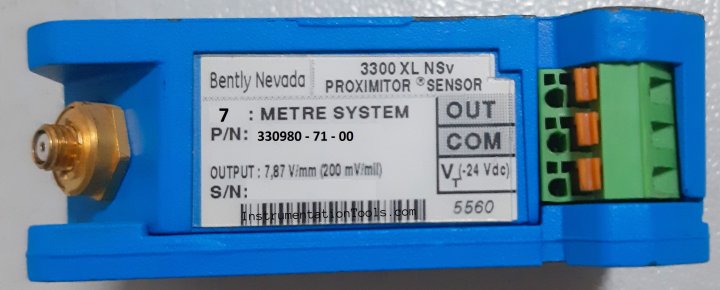 Bently Nevada
3300 XL NSv
PROXIMITOR ® SENSOR
7 : METRE SYSTEM
P/N: 330980 - 71 - 00
OUTPUT : 7,87 V/mm (200 mV/mil)
S/N:
InstrumentationTools.com
OUT
COM
VT (-24 Vdc)
5560